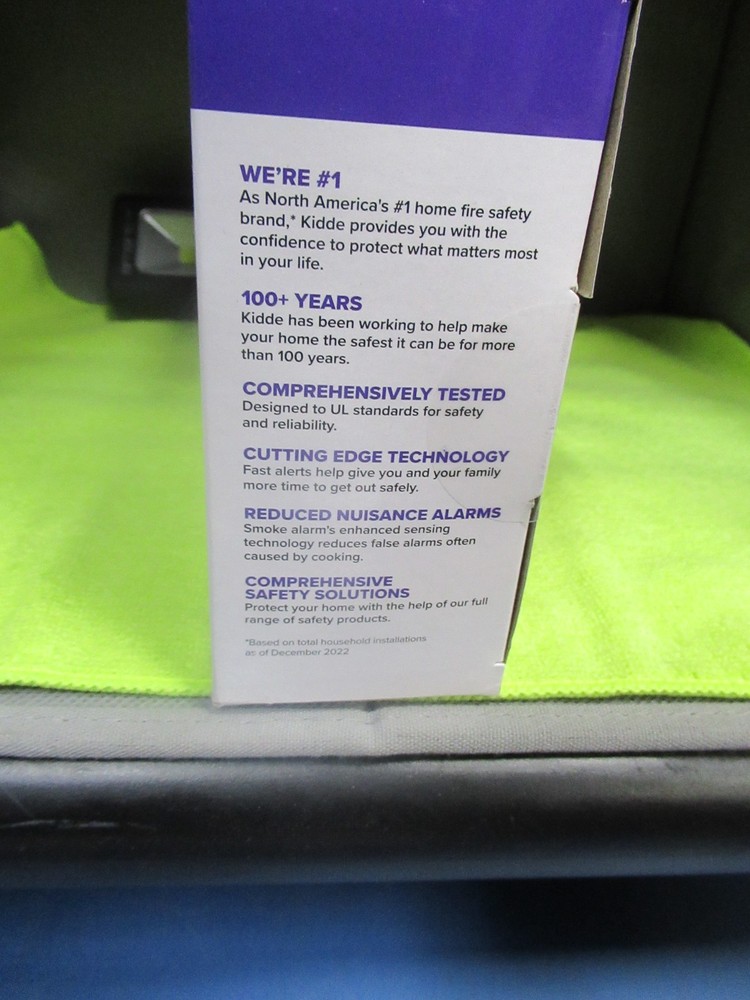 WE'RE #1
As North America's #1 home fire safety
brand,* Kidde provides you with the
confidence to protect what matters most
in your life.
100+ YEARS
Kidde has been working to help make
your home the safest it can be for more
than 100 years.
COMPREHENSIVELY TESTED
Designed to UL standards for safety
and reliability.
CUTTING EDGE TECHNOLOGY
Fast alerts help give you and your family
more time to get out safely.
REDUCED NUISANCE ALARMS
Smoke alarm's enhanced sensing
technology reduces false alarms often
caused by cooking.
COMPREHENSIVE
SAFETY SOLUTIONS
Protect your home with the help of our full
range of safety products.
*Based on total household installations
as of December 2022